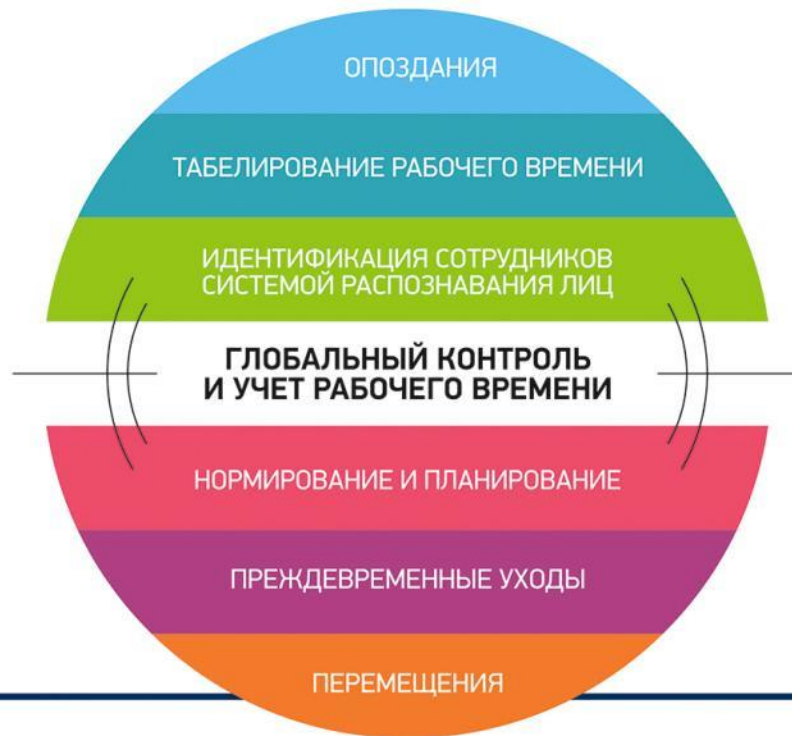 ОПОЗДАНИЯ
ТАБЕЛИРОВАНИЕ РАБОЧЕГО ВРЕМЕНИ
ИДЕНТИФИКАЦИЯ СОТРУДНИКОВ
СИСТЕМОЙ РАСПОЗНАВАНИЯ ЛИЦ
ГЛОБАЛЬНЫЙ КОНТРОЛЬ
И УЧЕТ РАБОЧЕГО ВРЕМЕНИ
НОРМИРОВАНИЕ И ПЛАНИРОВАНИЕ
ПРЕЖДЕВРЕМЕННЫЕ УХОДЫ
ПЕРЕМЕЩЕНИЯ